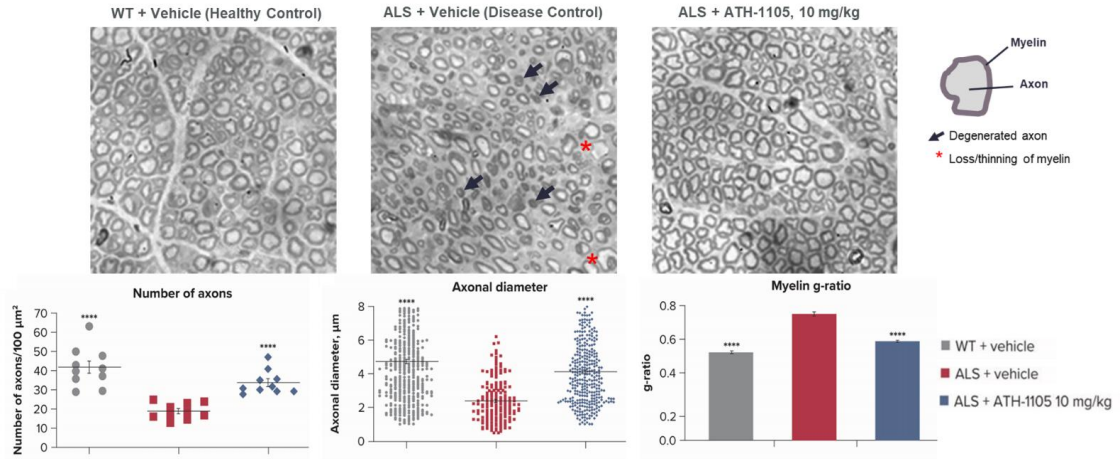 WT + Vehicle (Healthy Control)
ALS + Vehicle (Disease Control)
ALS + ATH-1105, 10 mg/kg
Myelin
Axon
Degenerated axon
* Loss/thinning of myelin
Number of axons
Number of axons/100 µm²
70
60
50
40
30
20
10
0
****
****
Axonal diameter
Axonal diameter, µm
8
6
4
2
0
****
****
Myelin g-ratio
g-ratio
0.8
0.6
0.4
0.2
0.0
****
****
WT + vehicle
ALS + vehicle
ALS + ATH-1105 10 mg/kg